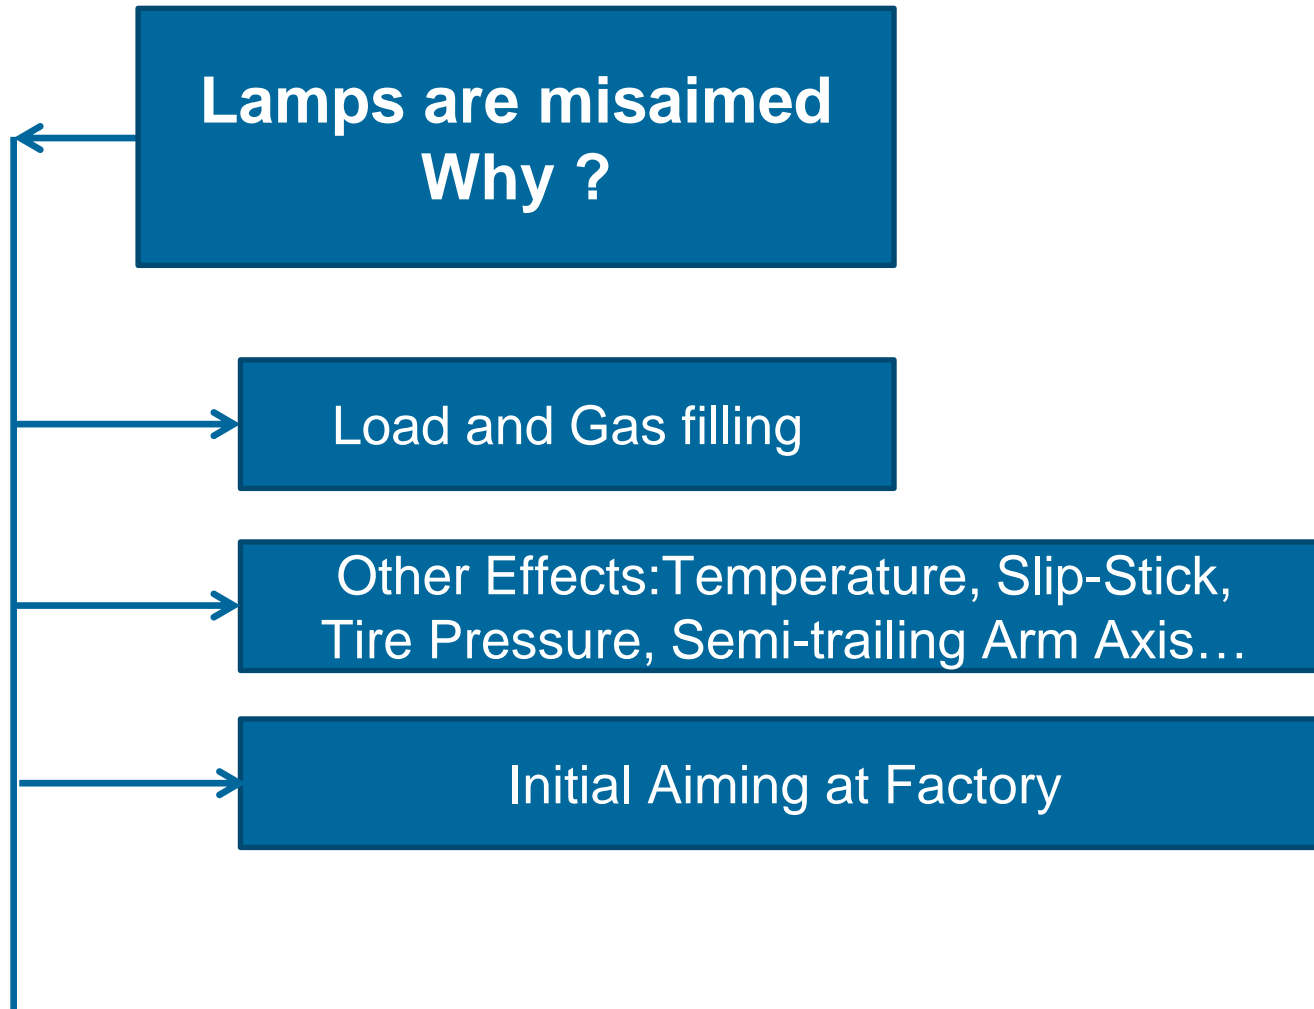 Lamps are misaimed
Why ?
Load and Gas filling
Other Effects:Temperature, Slip-Stick,
Tire Pressure, Semi-trailing Arm Axis…
Initial Aiming at Factory